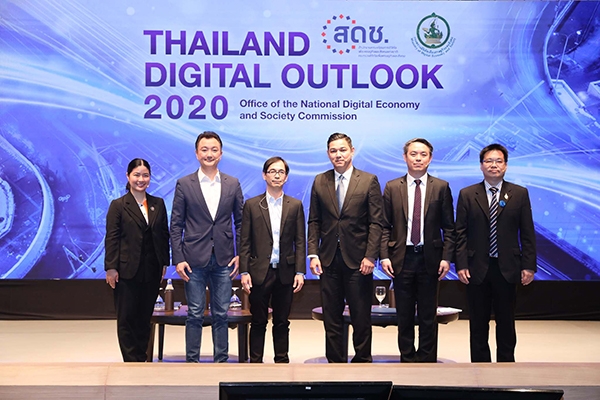 THAILAND
DIGITAL OUTLOOK
2020
Office of the National Digital Economy
and Society Commission
สดช.